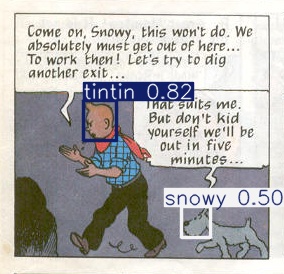 Come on, Snowy, this won't do. We
absolutely must get out of here...
To work then! Let's try to dig
another exit...
tintin 0.82
That suits me.
But don't kid
yourself we'll be
out in five
minutes...
snowy 0.50